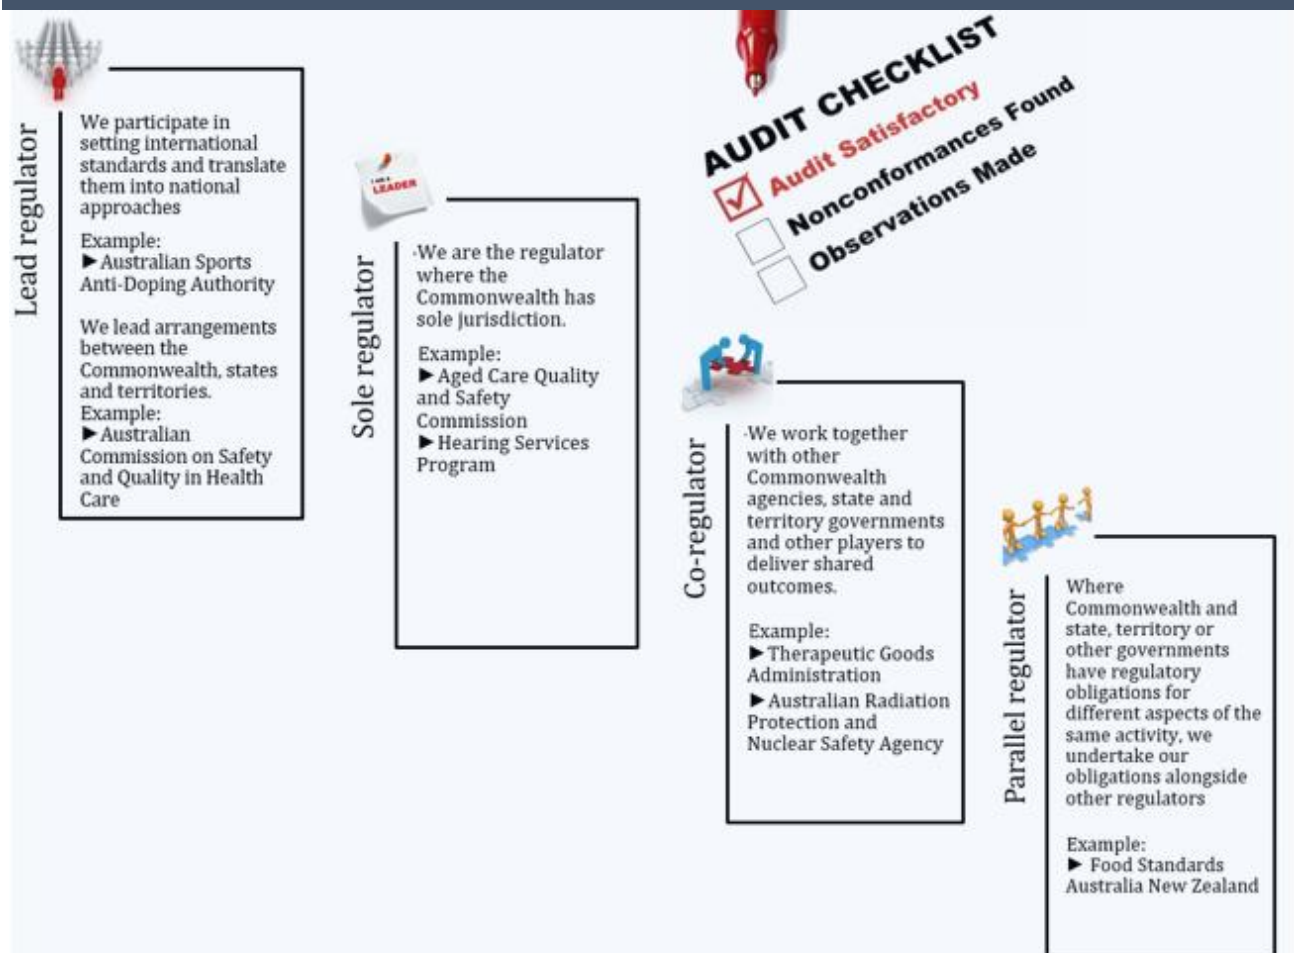 Lead regulator
We participate in
setting international
standards and translate
them into national
approaches
Example:
►Australian Sports
Anti-Doping Authority
We lead arrangements
between the
Commonwealth, states
and territories.
Example:
►Australian
Commission on Safety
and Quality in Health
Care
I AM A
LEADER
Sole regulator
·We are the regulator
where the
Commonwealth has
sole jurisdiction.
Example:
►Aged Care Quality
and Safety
Commission
►Hearing Services
Program
AUDIT CHECKLIST
Audit Satisfactory
Nonconformances Found
Observations Made
Co-regulator
·We work together
with other
Commonwealth
agencies, state and
territory governments
and other players to
deliver shared
outcomes.
Example:
►Therapeutic Goods
Administration
►Australian Radiation
Protection and
Nuclear Safety Agency
Parallel regulator
Where
Commonwealth and
state, territory or
other governments
have regulatory
obligations for
different aspects of the
same activity, we
undertake our
obligations alongside
other regulators
Example:
► Food Standards
Australia New Zealand